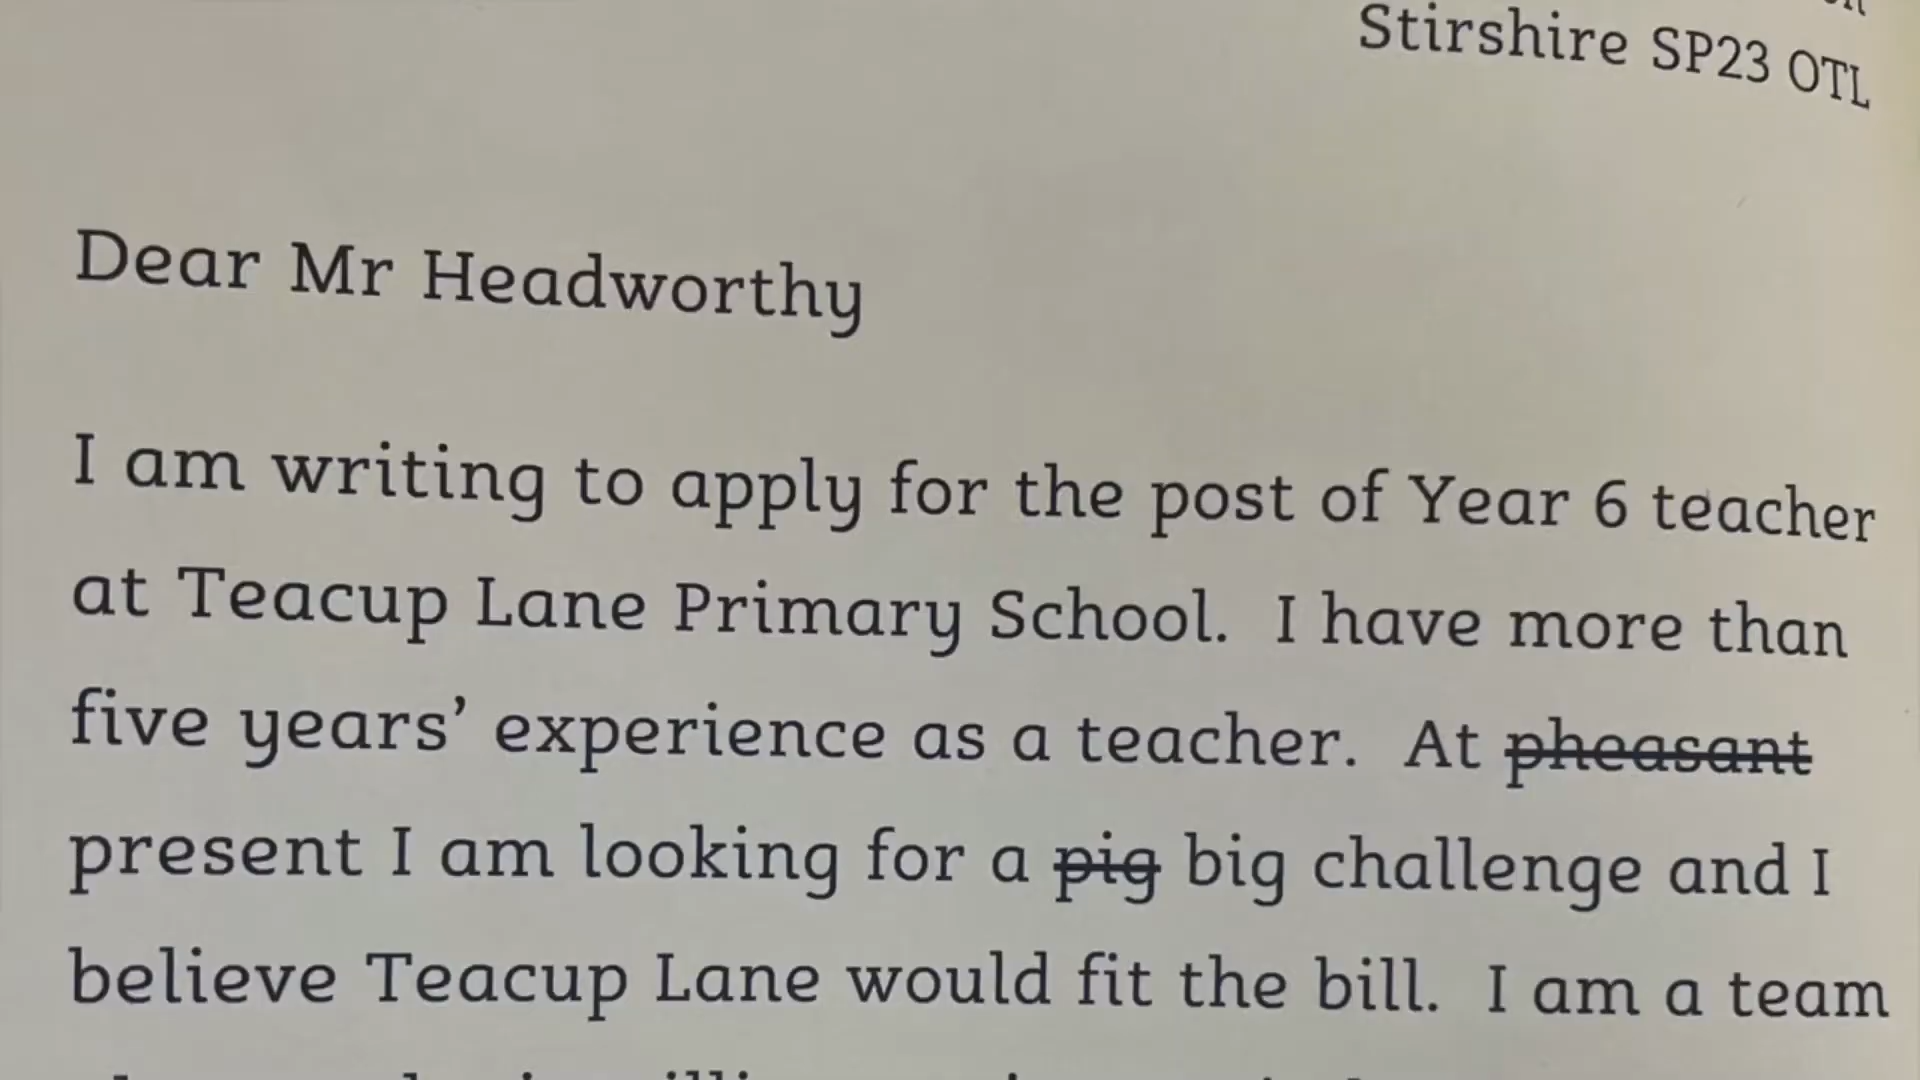 Stirshire SP23 OTL
Dear Mr Headworthy
I am writing to apply for the post of Year 6 teacher
at Teacup Lane Primary School. I have more than
five years’ experience as a teacher. At pheasant
present I am looking for a pig big challenge and I
believe Teacup Lane would fit the bill. I am a team